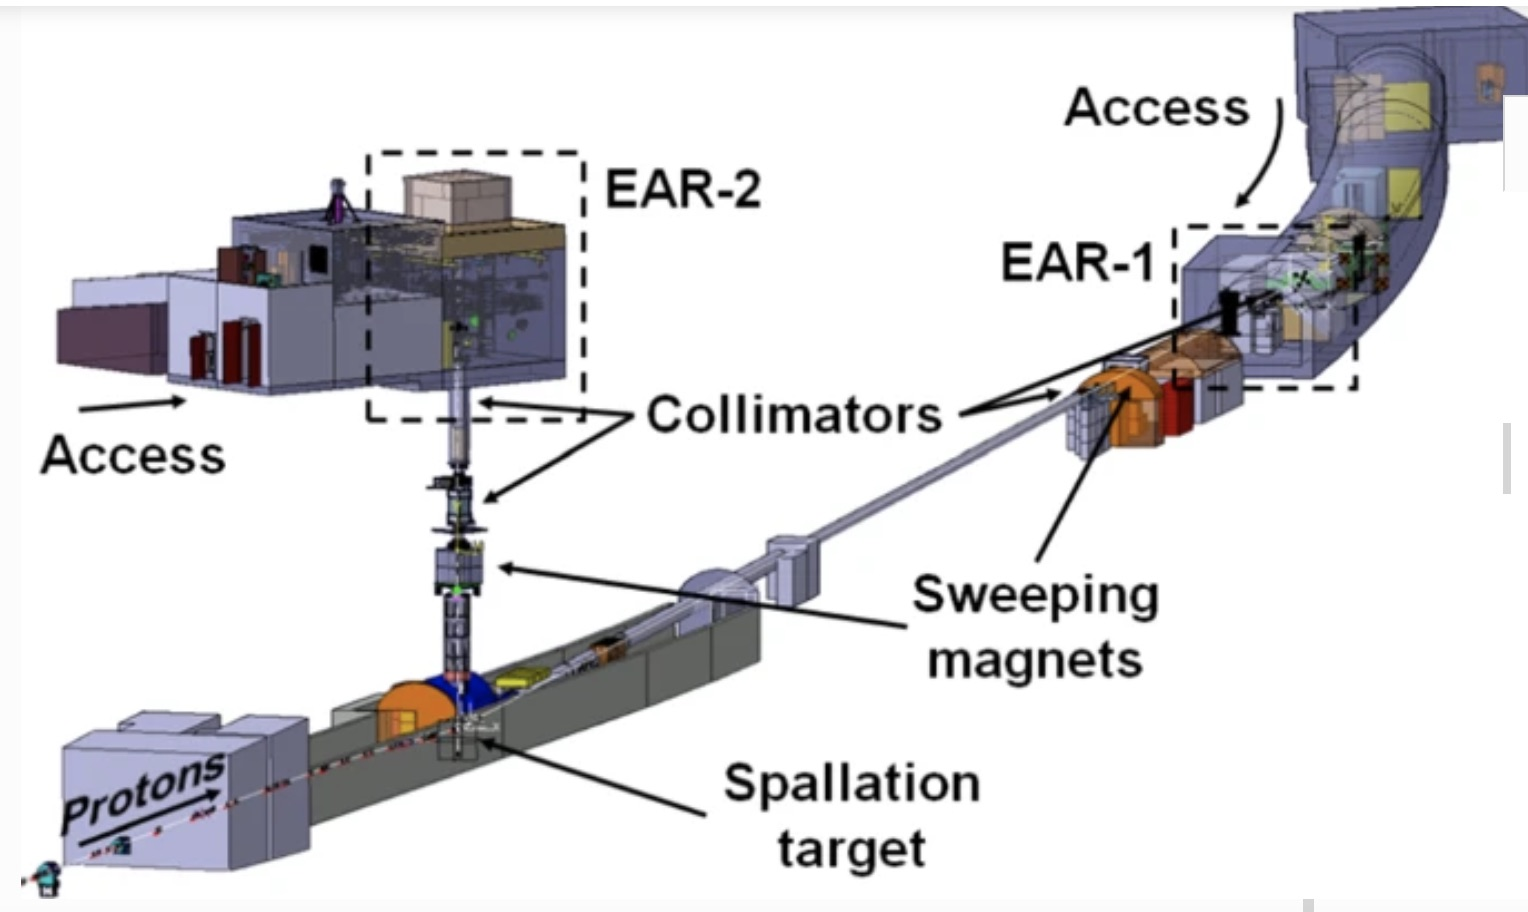 Access
EAR-2
EAR-1
Collimators
Access
Sweeping
magnets
Protons
Spallation
target